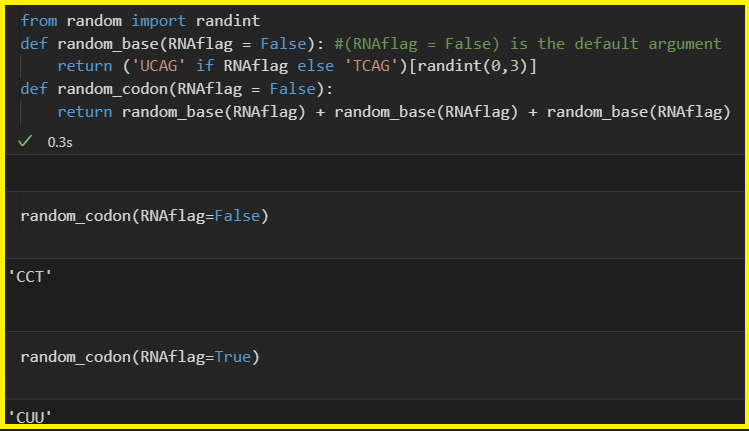 from random import randint
def random_base(RNAflag = False): #(RNAflag = False) is the default argument
    return ('UCAG' if RNAflag else 'TCAG')[randint(0,3)]
def random_codon(RNAflag = False):
    return random_base(RNAflag) + random_base(RNAflag) + random_base(RNAflag)
✓ 0.3s
random_codon(RNAflag=False)
'CCT'
random_codon(RNAflag=True)
'CUU'